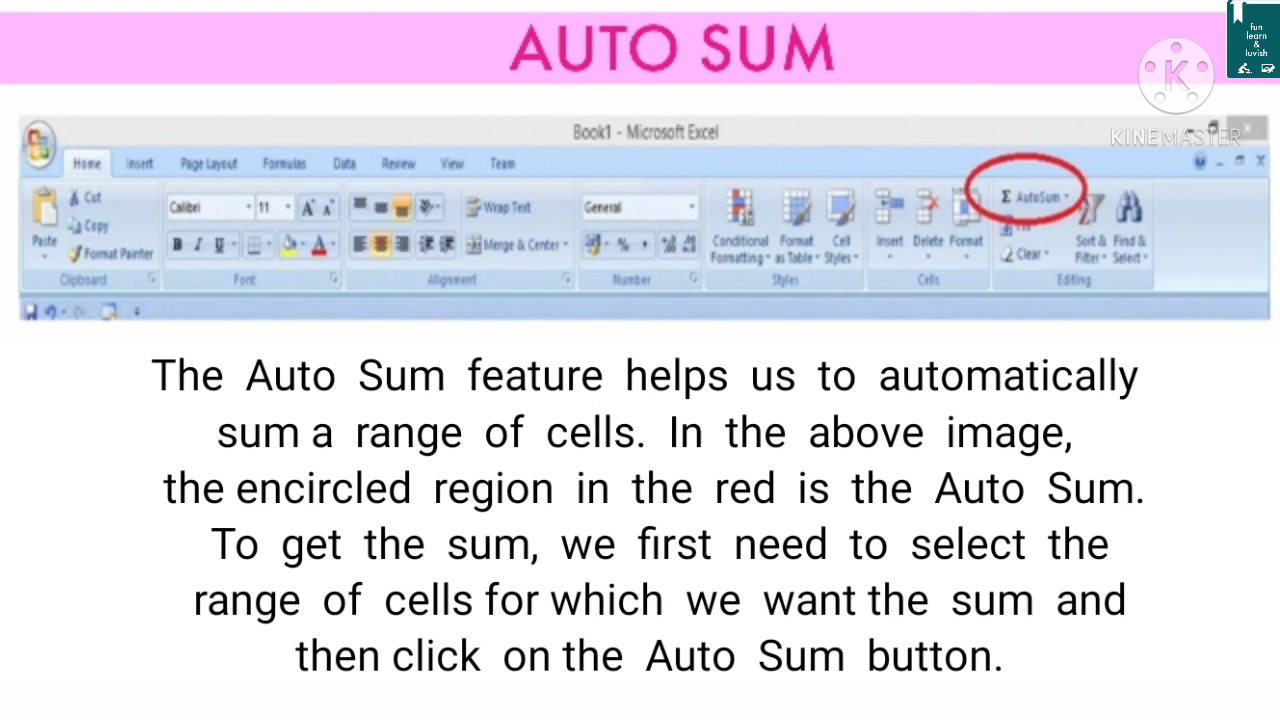 AUTO SUM
fun
learn
&
luvish
K
KINEMASTER
Book1 - Microsoft Excel
Home Insert Page Layout Formulas Data Review View Team
Cut
Copy
Format Painter
Paste
Clipboard
Calibri 11 A A
B I U A
Font
Wrap Text
Merge & Center
Alignment
General
% ,
Number
Conditional Formatting
Format as Table
Cell Styles
Styles
Insert Delete Format
Cells
Σ AutoSum
Fill
Clear
Sort & Filter
Find & Select
Editing
The Auto Sum feature helps us to automatically
sum a range of cells. In the above image,
the encircled region in the red is the Auto Sum.
To get the sum, we first need to select the
range of cells for which we want the sum and
then click on the Auto Sum button.